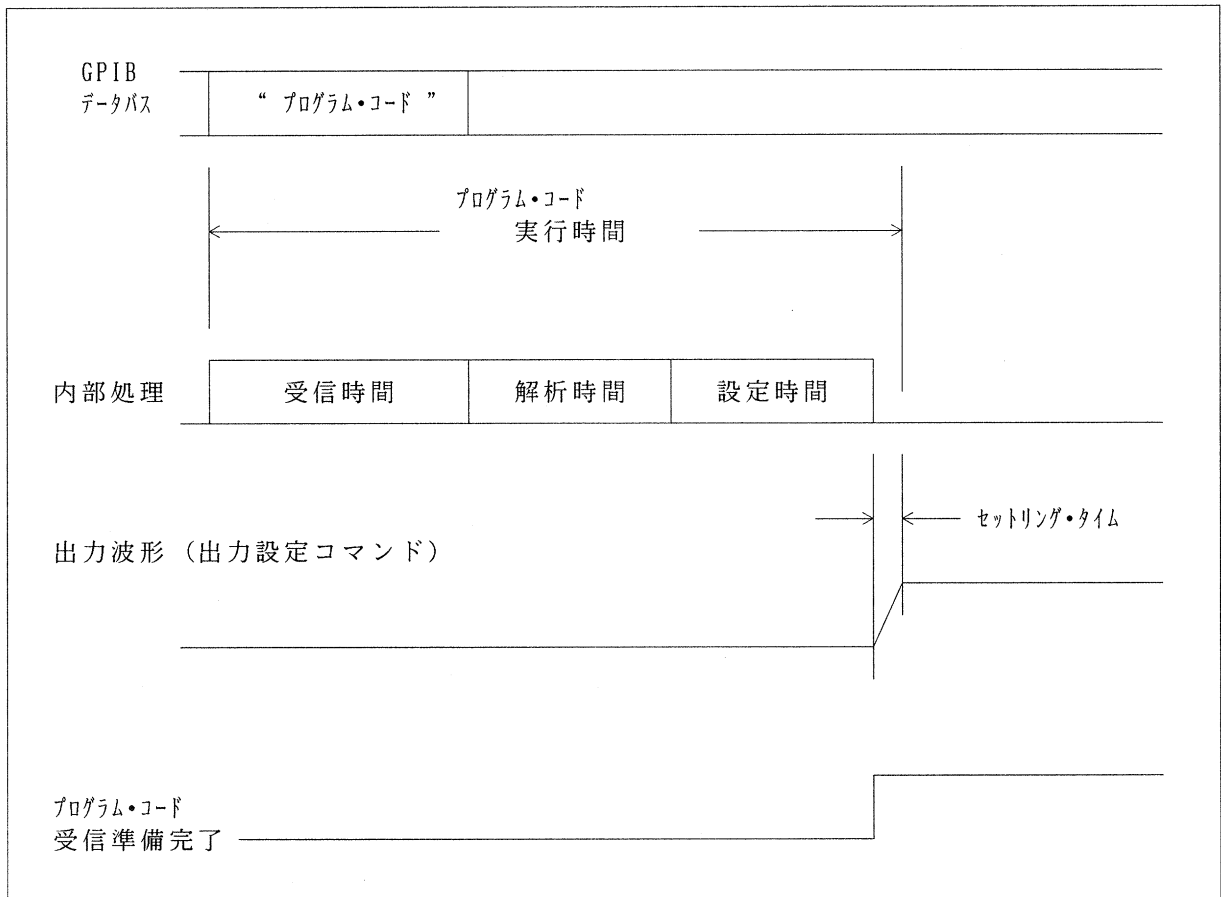 GPIB
データバス
“ プログラム・コード ”
プログラム・コード
実行時間
内部処理
受信時間
解析時間
設定時間
セットリング・タイム
出力波形（出力設定コマンド）
プログラム・コード
受信準備完了